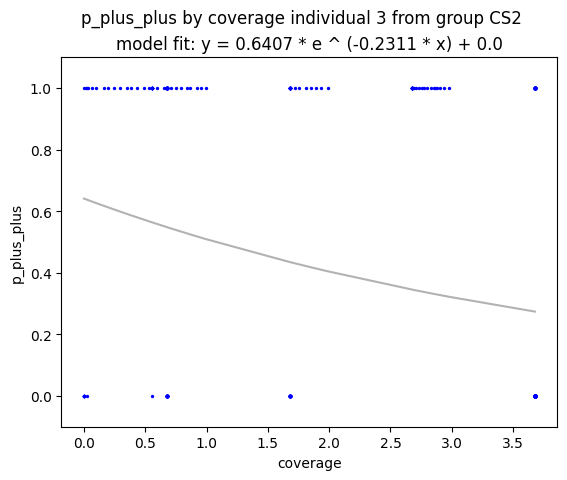 p_plus_plus by coverage individual 3 from group CS2
model fit: y = 0.6407 * e ^ (-0.2311 * x) + 0.0
1.0
0.8
0.6
0.4
0.2
0.0
p_plus_plus
0.0 0.5 1.0 1.5 2.0 2.5 3.0 3.5
coverage